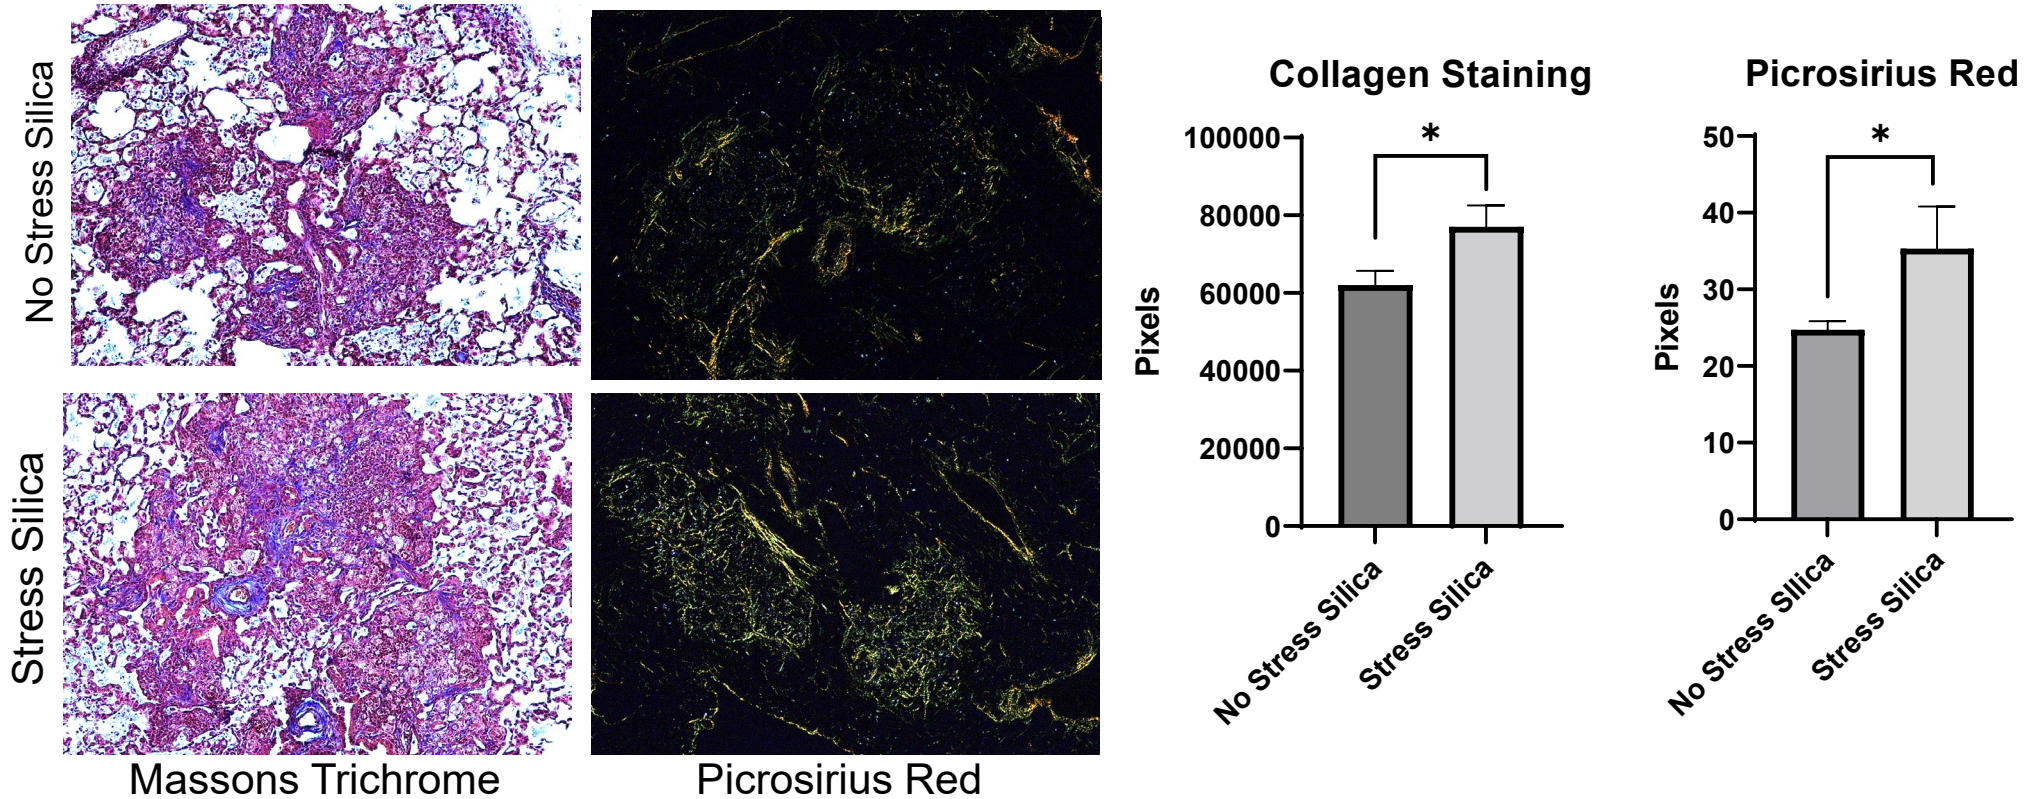 No Stress Silica
Stress Silica
Massons Trichrome
Picrosirius Red
Collagen Staining
*
Pixels
100000
80000
60000
40000
20000
0
No Stress Silica
Stress Silica
Picrosirius Red
*
Pixels
50
40
30
20
10
0
No Stress SIlica
Stress Silica